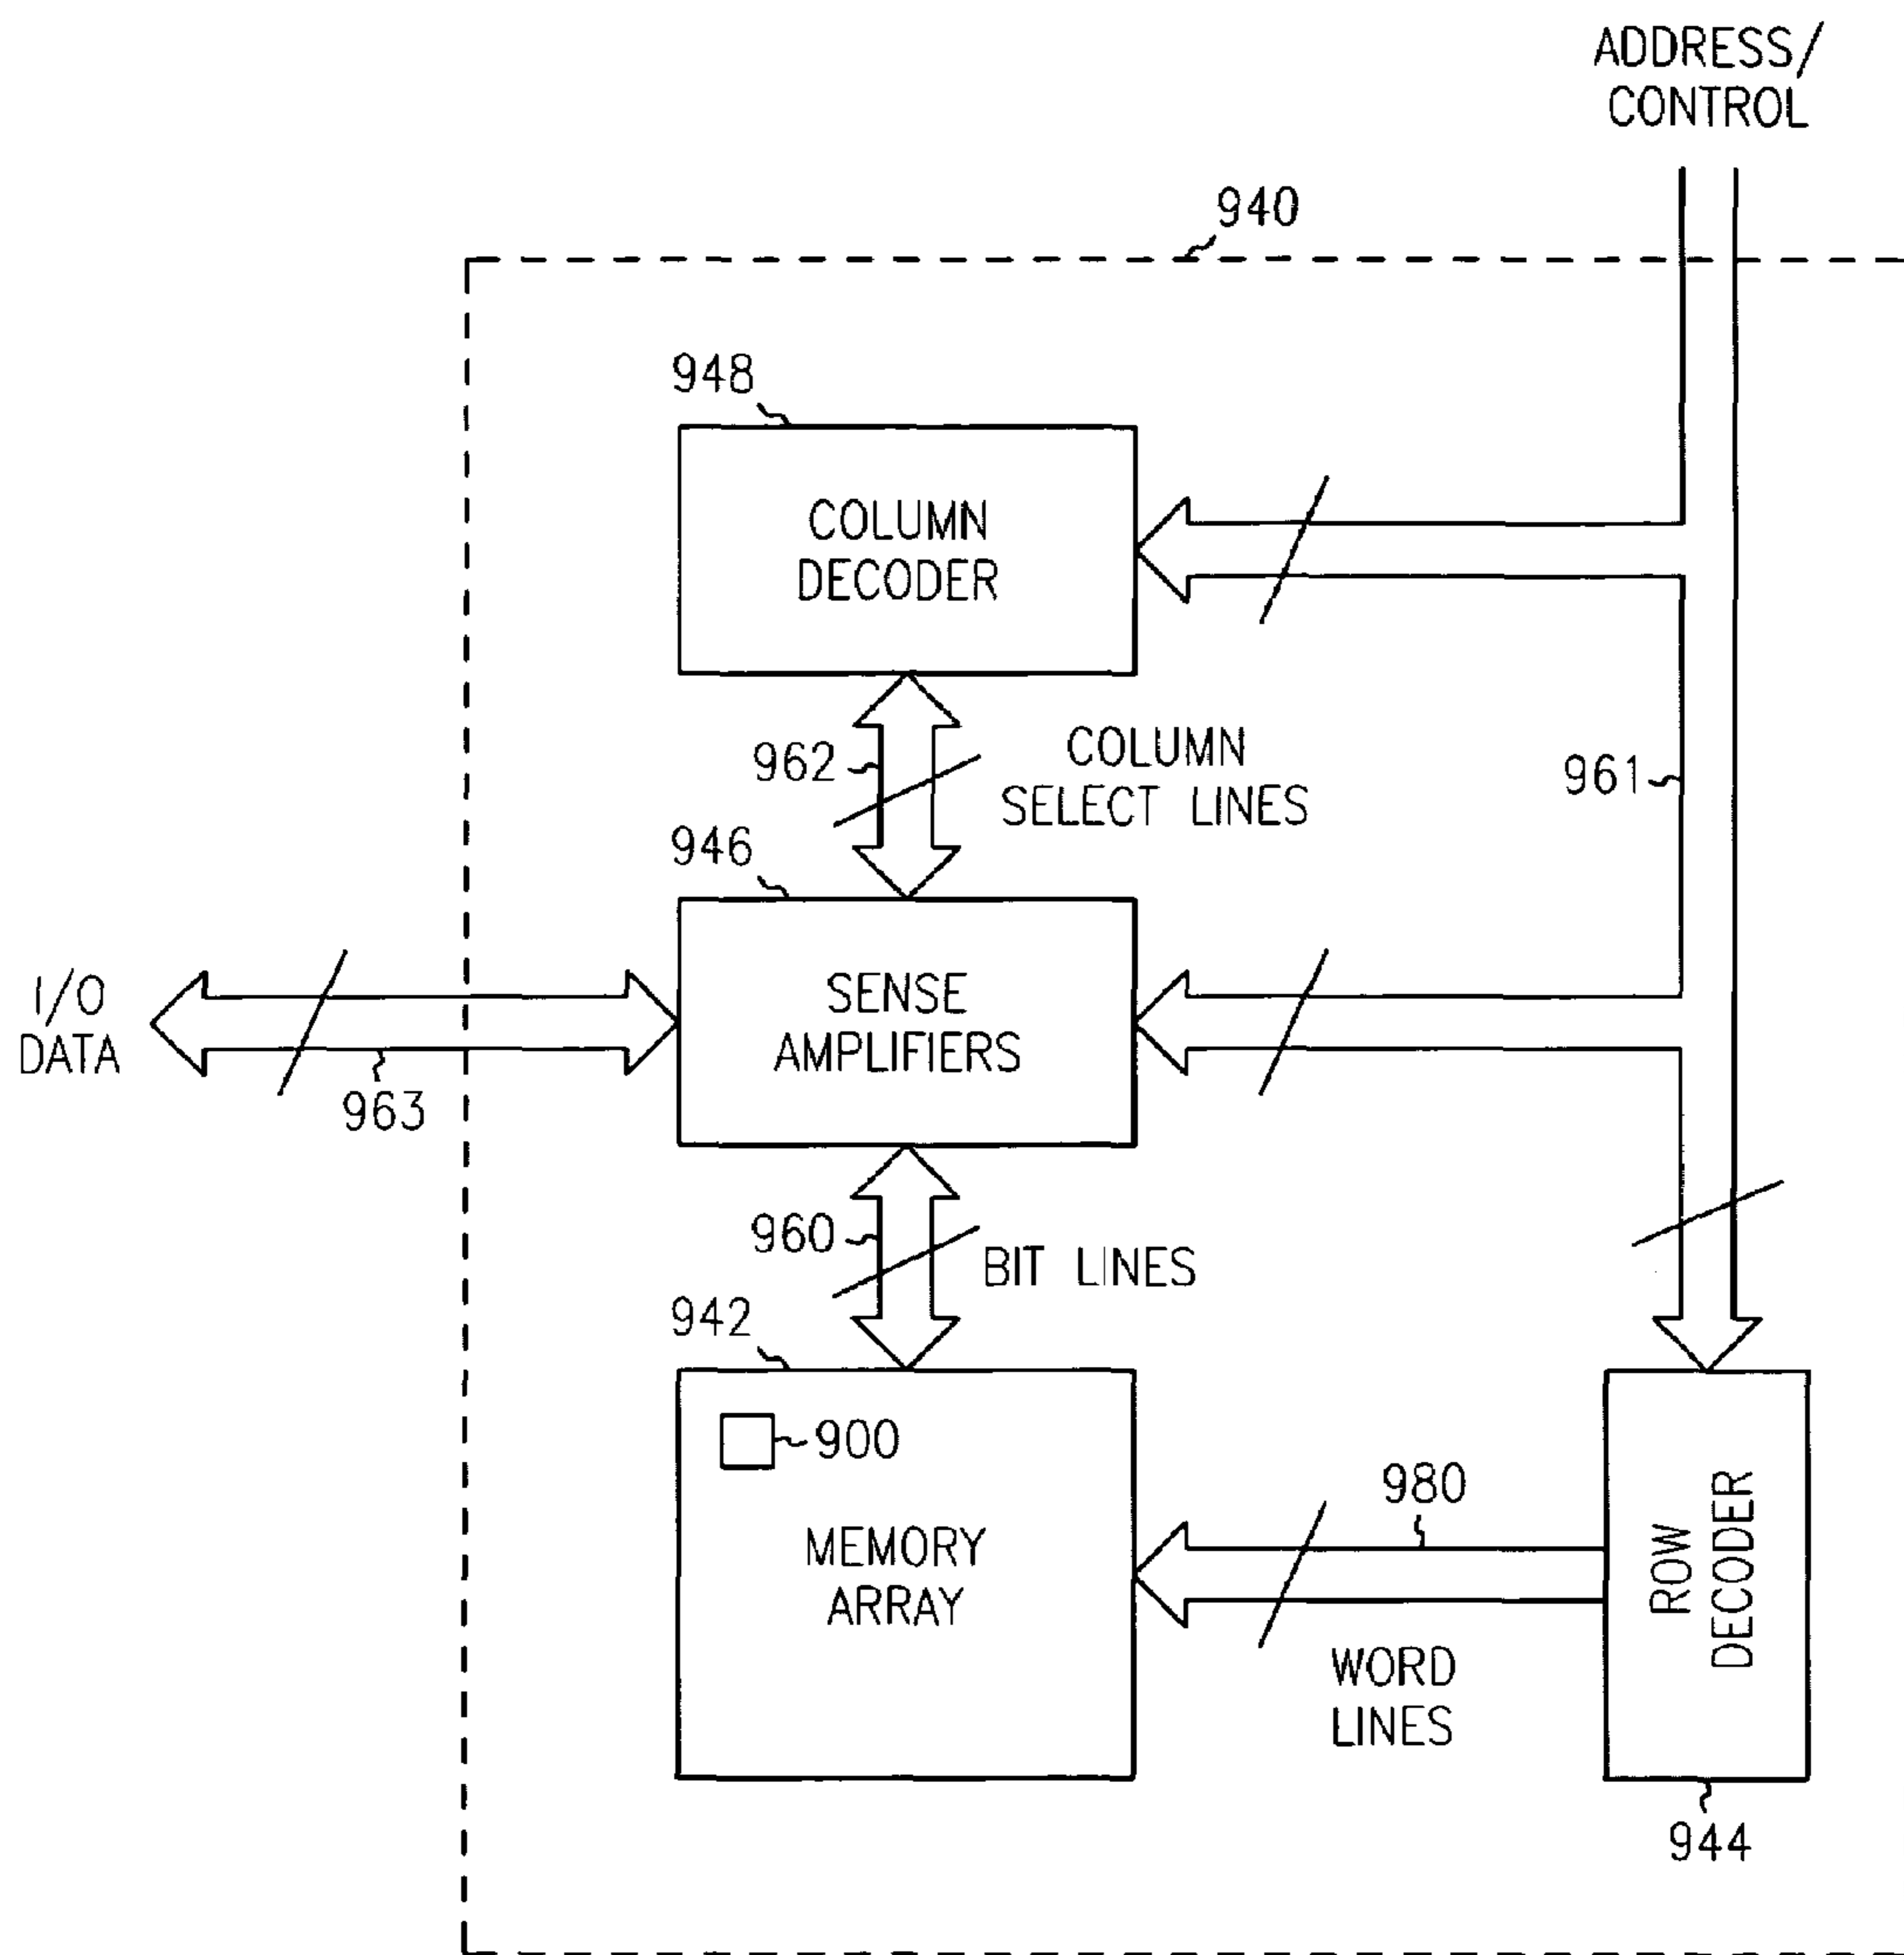 ADDRESS/
CONTROL
940
948
COLUMN
DECODER
962
COLUMN
SELECT LINES
961
946
I/O
DATA
SENSE
AMPLIFIERS
963
960
BIT LINES
942
900
980
MEMORY
ARRAY
ROW
DECODER
WORD
LINES
944